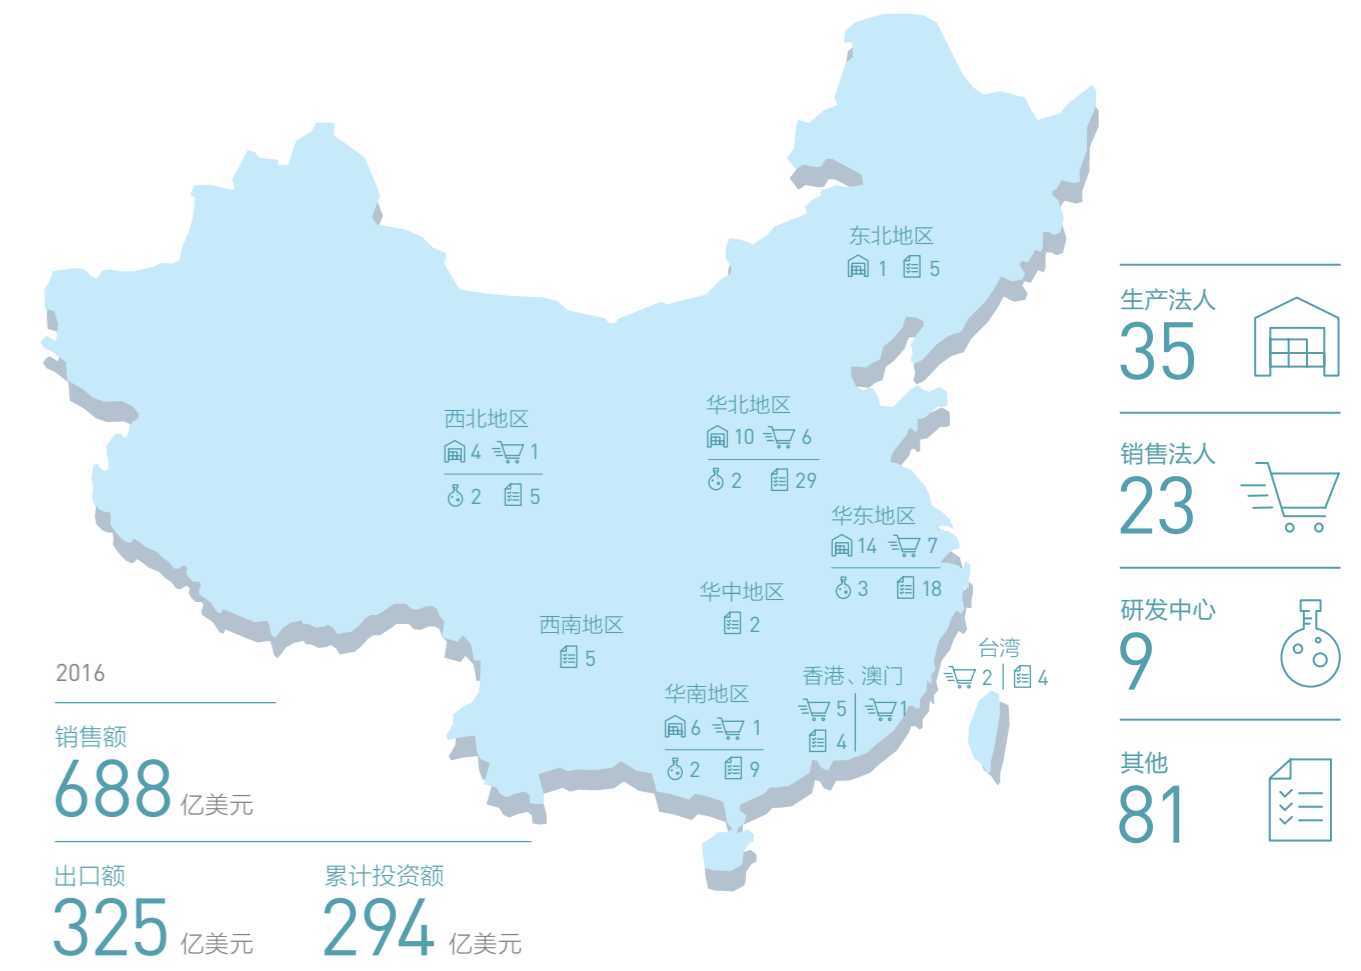 东北地区
1 5
西北地区
4 1
2 5
华北地区
10 6
2 29
华东地区
14 7
3 18
华中地区
2
西南地区
5
华南地区
6 1
2 9
香港、澳门
5 1
4
台湾
2 4
生产法人
35
销售法人
23
研发中心
9
其他
81
2016
销售额
688 亿美元
出口额
325 亿美元
累计投资额
294 亿美元